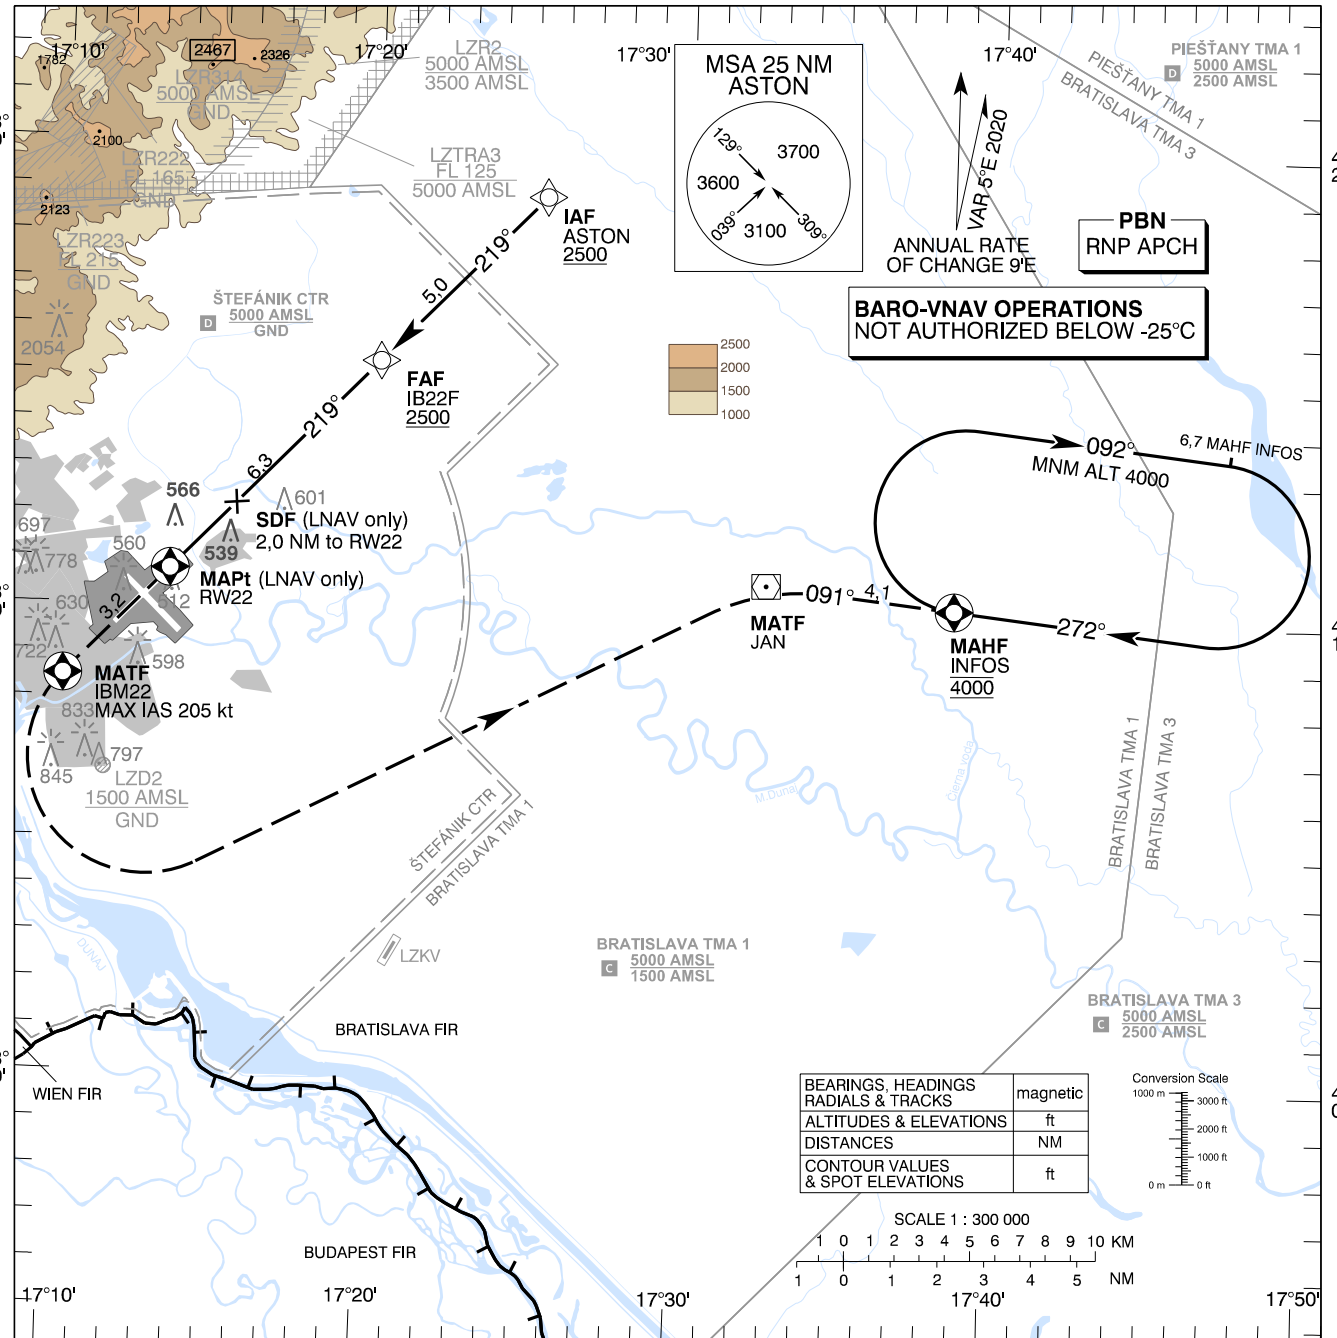 17°10'
17°20'
17°30'
17°40'
1782
2467
2326
LZR314
5000 AMSL
GND
2100
LZR222
FL 165
GND
2123
LZR223
FL 215
GND
2054
LZR2
5000 AMSL
3500 AMSL
LZTRA3
FL 125
5000 AMSL
MSA 25 NM
ASTON
129°
3700
3600
039°
3100
309°
VAR 5°E 2020
ANNUAL RATE
OF CHANGE 9'E
PIEŠŤANY TMA 1
BRATISLAVA TMA 3
PIEŠŤANY TMA 1
D
5000 AMSL
2500 AMSL
PBN
RNP APCH
BARO-VNAV OPERATIONS
NOT AUTHORIZED BELOW -25°C
IAF
ASTON
2500
219°
5,0
ŠTEFÁNIK CTR
D
5000 AMSL
GND
FAF
IB22F
2500
219°
6,3
2500
2000
1500
1000
092°
MNM ALT 4000
6,7 MAHF INFOS
566
601
SDF (LNAV only)
2,0 NM to RW22
539
697
778
560
MAPt (LNAV only)
RW22
512
630
3,2
722
598
MATF
IBM22
MAX IAS 205 kt
833
797
845
LZD2
1500 AMSL
GND
MATF
JAN
091°
4,1
MAHF
INFOS
4000
272°
BRATISLAVA TMA 1
BRATISLAVA TMA 3
M.Dunaj
Čierna voda
ŠTEFÁNIK CTR
BRATISLAVA TMA 1
DUNAJ
LZKV
BRATISLAVA TMA 1
C
5000 AMSL
1500 AMSL
BRATISLAVA TMA 3
C
5000 AMSL
2500 AMSL
BRATISLAVA FIR
WIEN FIR
BUDAPEST FIR
BEARINGS, HEADINGS
RADIALS & TRACKS
magnetic
ALTITUDES & ELEVATIONS
ft
DISTANCES
NM
CONTOUR VALUES
& SPOT ELEVATIONS
ft
Conversion Scale
1000 m
3000 ft
2000 ft
1000 ft
0 m
0 ft
SCALE 1 : 300 000
1 0 1 2 3 4 5 6 7 8 9 10 KM
1 0 1 2 3 4 5 NM
17°10'
17°20'
17°30'
17°40'
17°50'